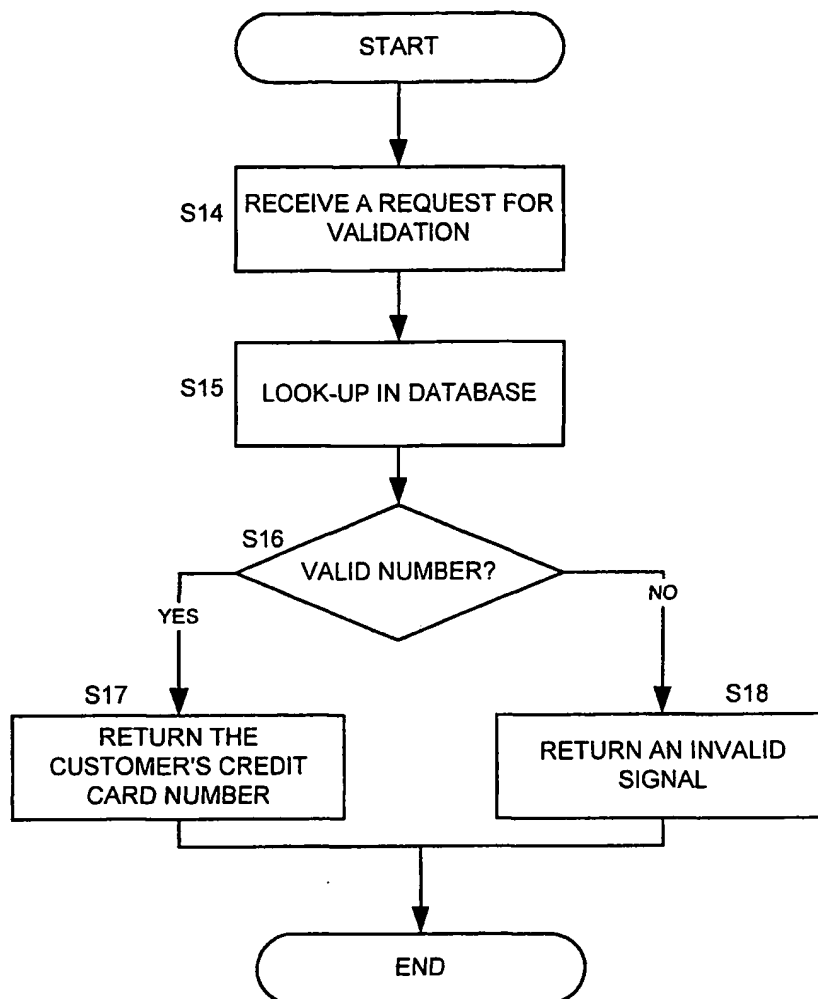 START
S14
RECEIVE A REQUEST FOR
VALIDATION
S15
LOOK-UP IN DATABASE
S16
VALID NUMBER?
YES
NO
S17
RETURN THE
CUSTOMER'S CREDIT
CARD NUMBER
S18
RETURN AN INVALID
SIGNAL
END